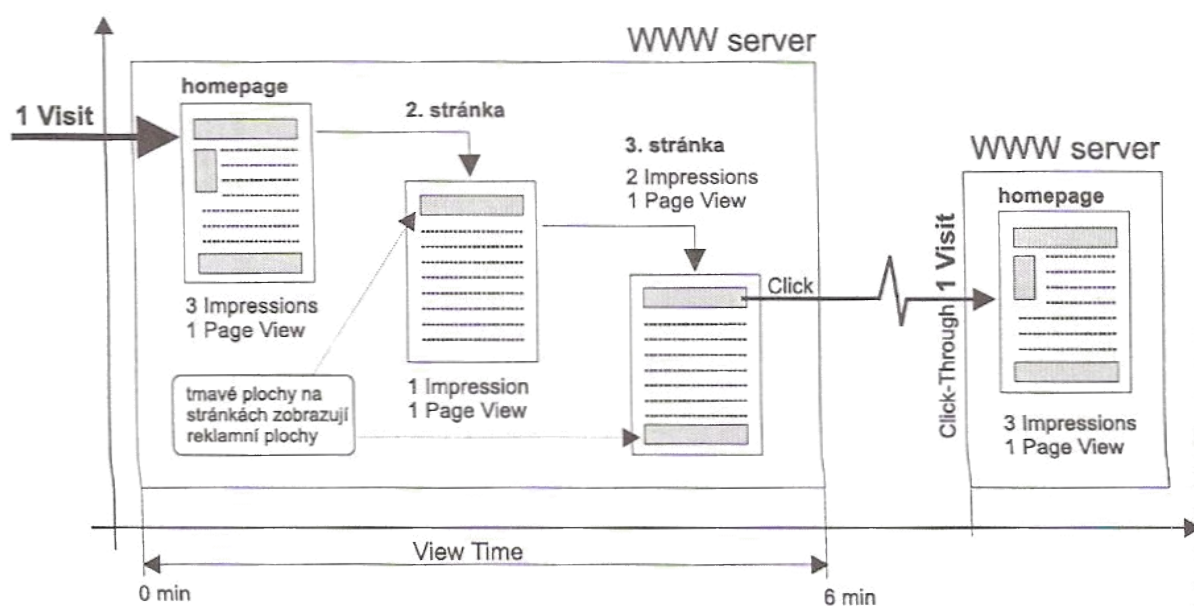 WWW server
homepage
1 Visit
2. stránka
3. stránka
2 Impressions
1 Page View
3 Impressions
1 Page View
1 Impression
1 Page View
tmavé plochy na
stránkách zobrazují
reklamní plochy
Click
Click-Through 1 Visit
WWW server
homepage
3 Impressions
1 Page View
View Time
0 min
6 min